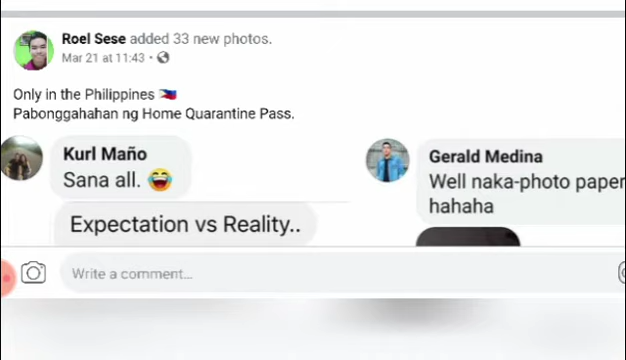 Roel Sese added 33 new photos.
Mar 21 at 11:43 •
Only in the Philippines 🇵🇭
Pabonggahahan ng Home Quarantine Pass.
Kurl Maño
Sana all. 😂
Expectation vs Reality..
Gerald Medina
Well naka-photo paper
hahaha
Write a comment...